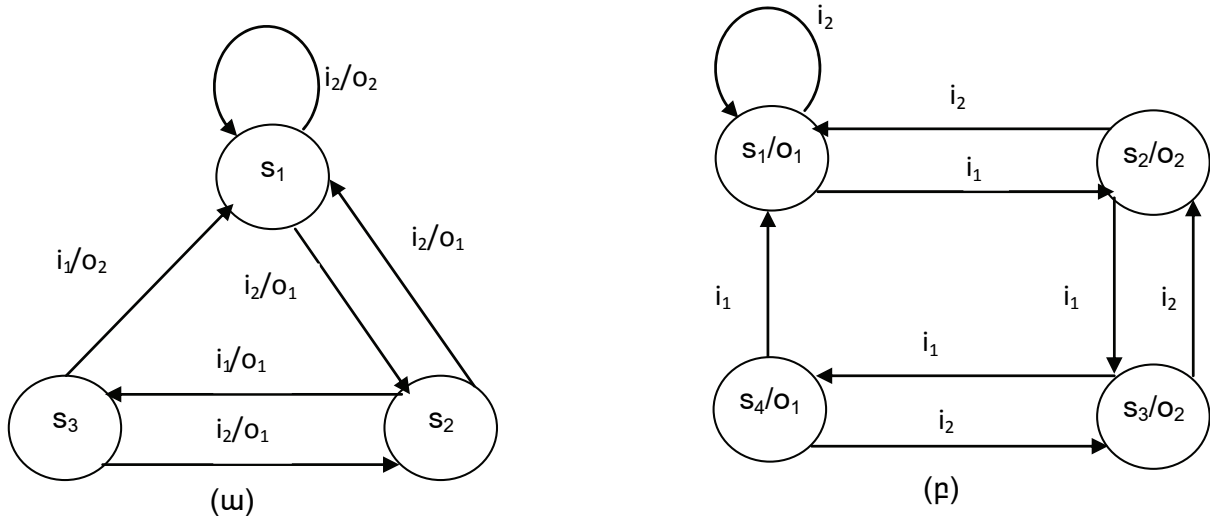 i₂/o₂
s₁
i₁/o₂
i₂/o₁
i₂/o₁
i₁/o₁
s₃
s₂
i₂/o₁
(ա)
i₂
i₂
s₁/o₁
s₂/o₂
i₁
i₁
i₁
i₂
i₁
s₄/o₁
s₃/o₂
i₂
(բ)